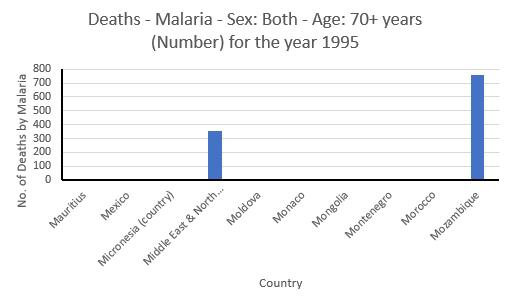 Deaths - Malaria - Sex: Both - Age: 70+ years
(Number) for the year 1995
No. of Deaths by Malaria
800
700
600
500
400
300
200
100
0
Mauritius
Mexico
Micronesia (country)
Middle East & North...
Moldova
Monaco
Mongolia
Montenegro
Morocco
Mozambique
Country